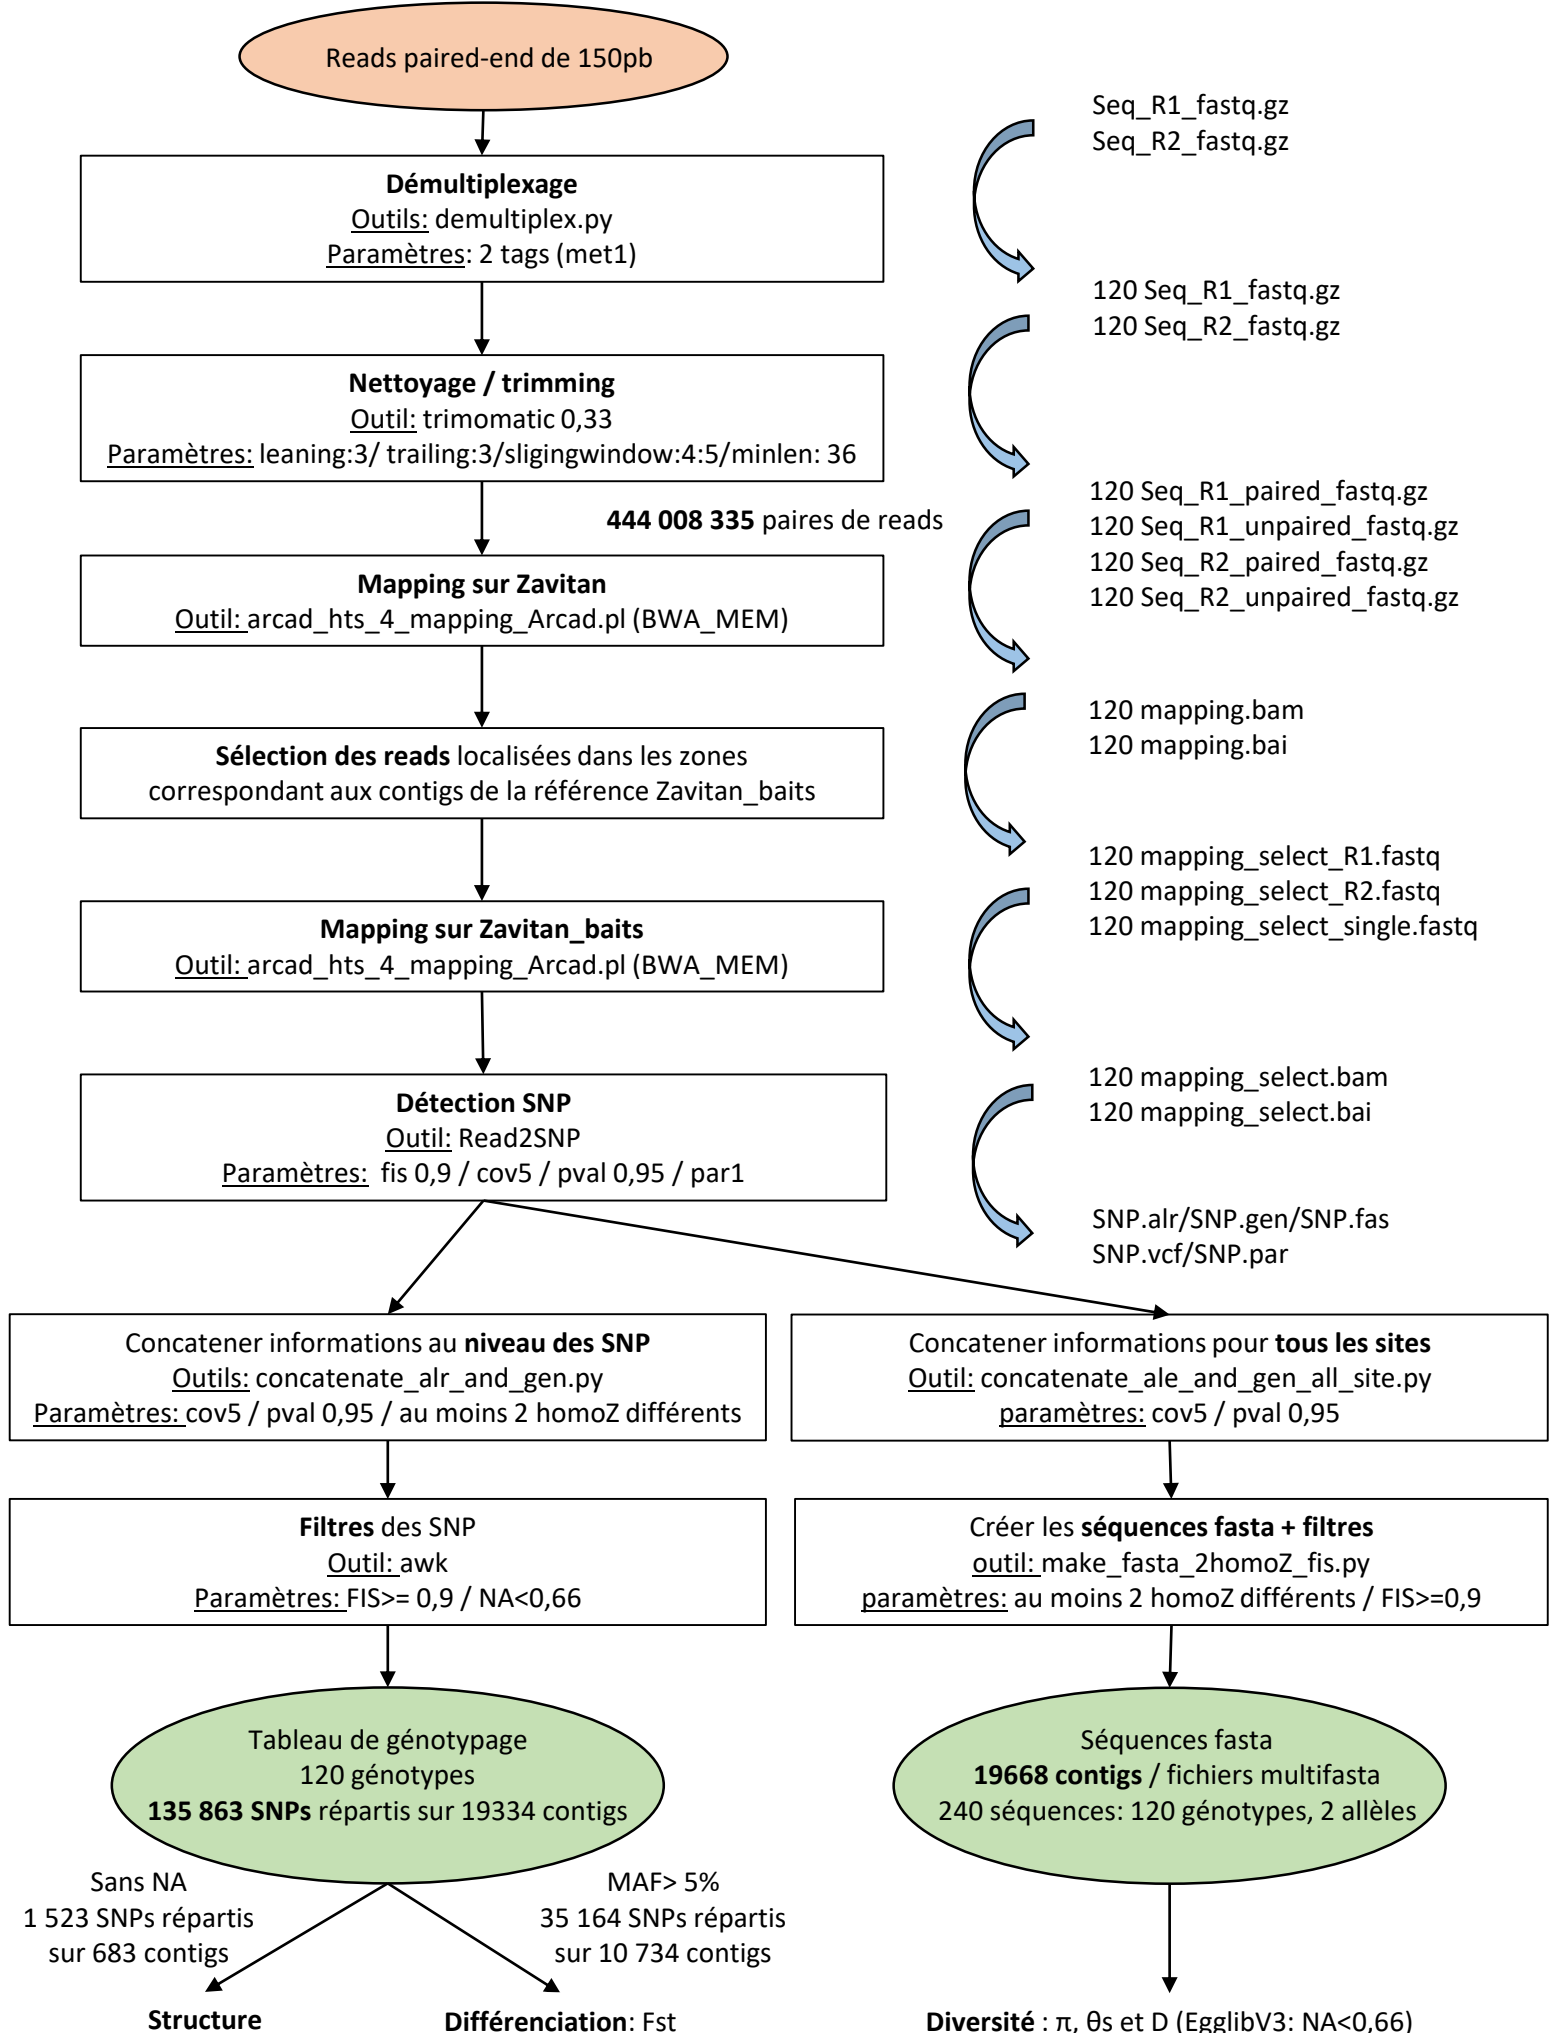 Reads paired-end de 150pb
Seq_R1_fastq.gz
Seq_R2_fastq.gz
Démultiplexage
Outils: demultiplex.py
Paramètres: 2 tags (met1)
120 Seq_R1_fastq.gz
120 Seq_R2_fastq.gz
Nettoyage / trimming
Outil: trimomatic 0,33
Paramètres: leaning:3/ trailing:3/sligingwindow:4:5/minlen: 36
444 008 335 paires de reads
120 Seq_R1_paired_fastq.gz
120 Seq_R1_unpaired_fastq.gz
120 Seq_R2_paired_fastq.gz
120 Seq_R2_unpaired_fastq.gz
Mapping sur Zavitan
Outil: arcad_hts_4_mapping_Arcad.pl (BWA_MEM)
120 mapping.bam
120 mapping.bai
Sélection des reads localisées dans les zones
correspondant aux contigs de la référence Zavitan_baits
120 mapping_select_R1.fastq
120 mapping_select_R2.fastq
120 mapping_select_single.fastq
Mapping sur Zavitan_baits
Outil: arcad_hts_4_mapping_Arcad.pl (BWA_MEM)
120 mapping_select.bam
120 mapping_select.bai
Détection SNP
Outil: Read2SNP
Paramètres: fis 0,9 / cov5 / pval 0,95 / par1
SNP.alr/SNP.gen/SNP.fas
SNP.vcf/SNP.par
Concatener informations au niveau des SNP
Outils: concatenate_alr_and_gen.py
Paramètres: cov5 / pval 0,95 / au moins 2 homoZ différents
Concatener informations pour tous les sites
Outil: concatenate_ale_and_gen_all_site.py
paramètres: cov5 / pval 0,95
Filtres des SNP
Outil: awk
Paramètres: FIS>= 0,9 / NA<0,66
Créer les séquences fasta + filtres
outil: make_fasta_2homoZ_fis.py
paramètres: au moins 2 homoZ différents / FIS>=0,9
Tableau de génotypage
120 génotypes
135 863 SNPs répartis sur 19334 contigs
Séquences fasta
19668 contigs / fichiers multifasta
240 séquences: 120 génotypes, 2 allèles
Sans NA
1 523 SNPs répartis
sur 683 contigs
MAF> 5%
35 164 SNPs répartis
sur 10 734 contigs
Structure
Différenciation: Fst
Diversité : π, θs et D (EgglibV3: NA<0,66)